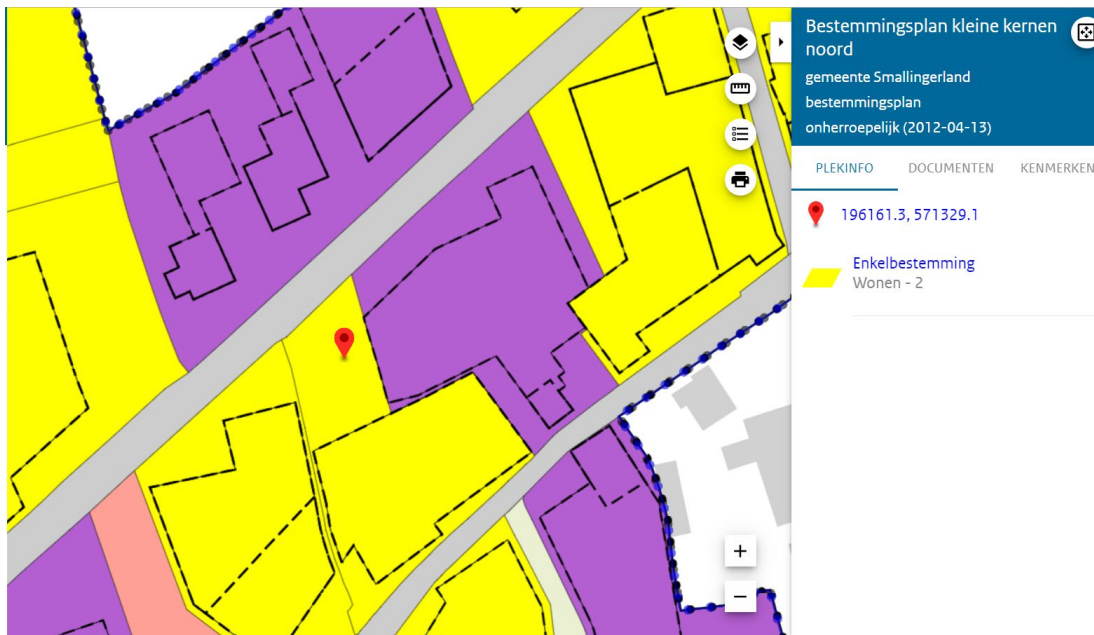 Bestemmingsplan kleine kernen
noord
gemeente Smallingerland
bestemmingsplan
onherroepelijk (2012-04-13)
PLEKINFO DOCUMENTEN KENMERKEN
196161.3, 571329.1
Enkelbestemming
Wonen - 2
+
−